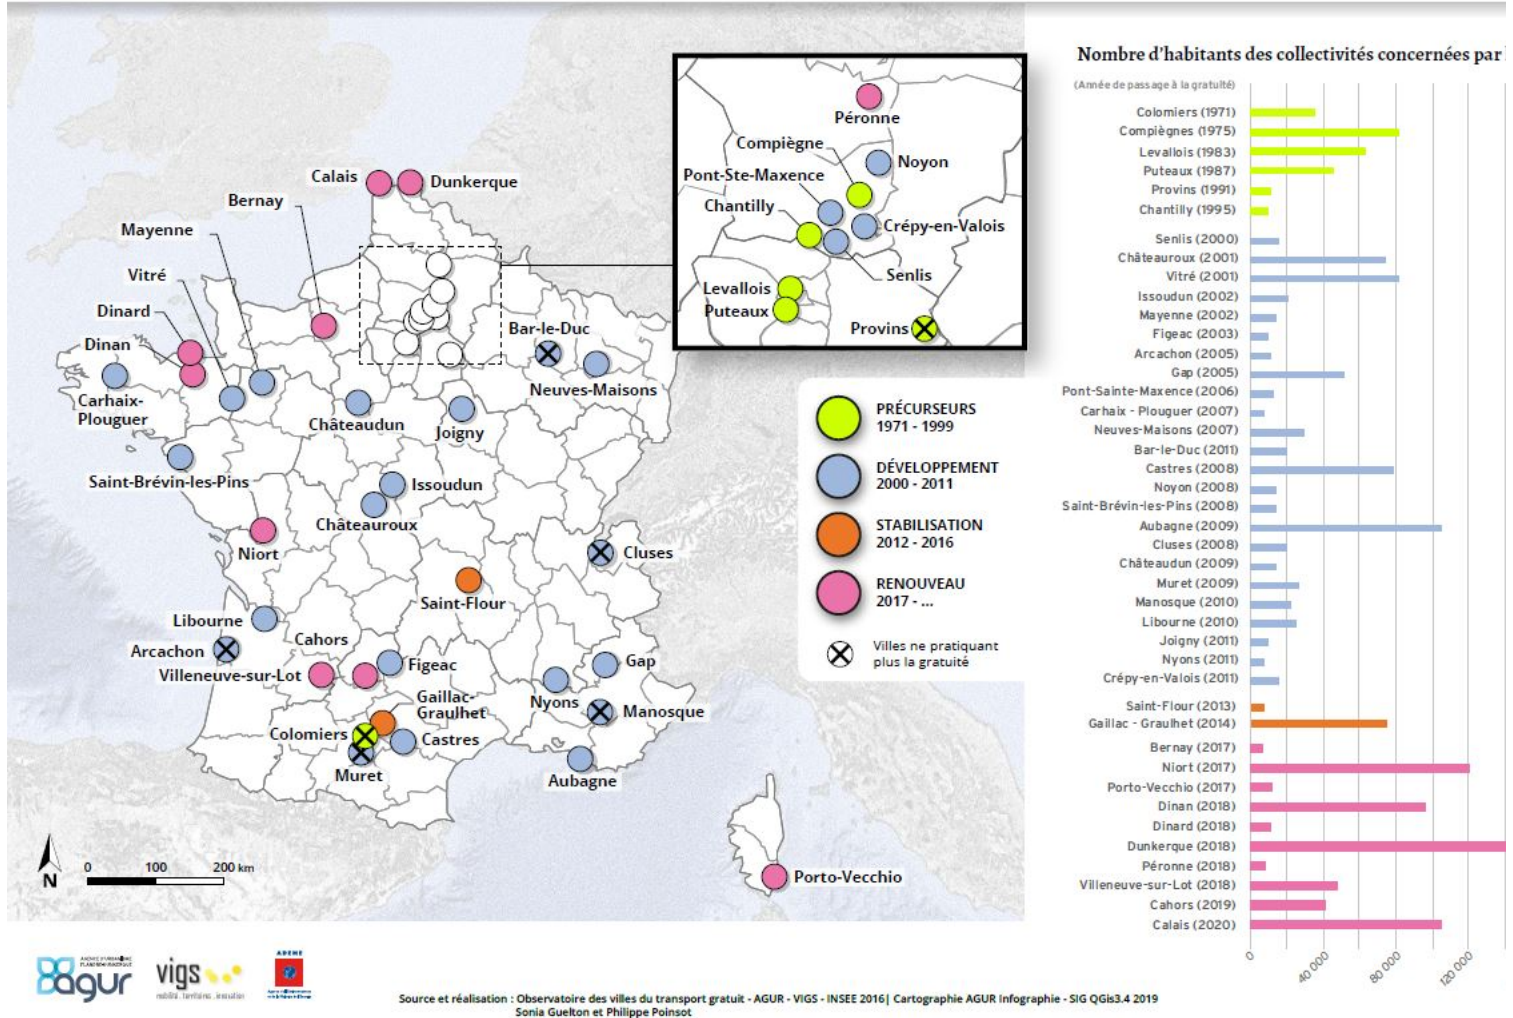 Nombre d'habitants des collectivités concernées par
(Année de passage à la gratuité)
Colomiers (1971)
Compiègnes (1975)
Levallois (1983)
Puteaux (1987)
Provins (1991)
Chantilly (1995)
Senlis (2000)
Châteauroux (2001)
Vitré (2001)
Issoudun (2002)
Mayenne (2002)
Figeac (2003)
Arcachon (2005)
Gap (2005)
Pont-Sainte-Maxence (2006)
Carhaix - Plouguer (2007)
Neuves-Maisons (2007)
Bar-le-Duc (2011)
Castres (2008)
Noyon (2008)
Saint-Brévin-les-Pins (2008)
Aubagne (2009)
Cluses (2008)
Châteaudun (2009)
Muret (2009)
Manosque (2010)
Libourne (2010)
Joigny (2011)
Nyons (2011)
Crépy-en-Valois (2011)
Saint-Flour (2013)
Gaillac - Graulhet (2014)
Bernay (2017)
Niort (2017)
Porto-Vecchio (2017)
Dinan (2018)
Dinard (2018)
Dunkerque (2018)
Péronne (2018)
Villeneuve-sur-Lot (2018)
Cahors (2019)
Calais (2020)
0
40 000
80 000
120 000
Péronne
Compiègne
Noyon
Pont-Ste-Maxence
Chantilly
Crépy-en-Valois
Senlis
Levallois
Puteaux
Provins
Calais
Dunkerque
Bernay
Mayenne
Vitré
Dinard
Dinan
Bar-le-Duc
Neuves-Maisons
Carhaix-
Plouguer
Châteaudun
Joigny
Saint-Brévin-les-Pins
Issoudun
Châteauroux
Niort
Cluses
Saint-Flour
Libourne
Cahors
Arcachon
Villeneuve-sur-Lot
Figeac
Gap
Gaillac-
Graulhet
Nyons
Manosque
Colomiers
Castres
Muret
Aubagne
Porto-Vecchio
PRÉCURSEURS
1971 - 1999
DÉVELOPPEMENT
2000 - 2011
STABILISATION
2012 - 2016
RENOUVEAU
2017 - ...
Villes ne pratiquant
plus la gratuité
N
0 100 200 km
agur
vigs
mobilité . territoires . innovation
ADEME
Source et réalisation : Observatoire des villes du transport gratuit - AGUR - VIGS - INSEE 2016| Cartographie AGUR Infographie - SIG QGis3.4 2019
Sonia Guelton et Philippe Poinsot